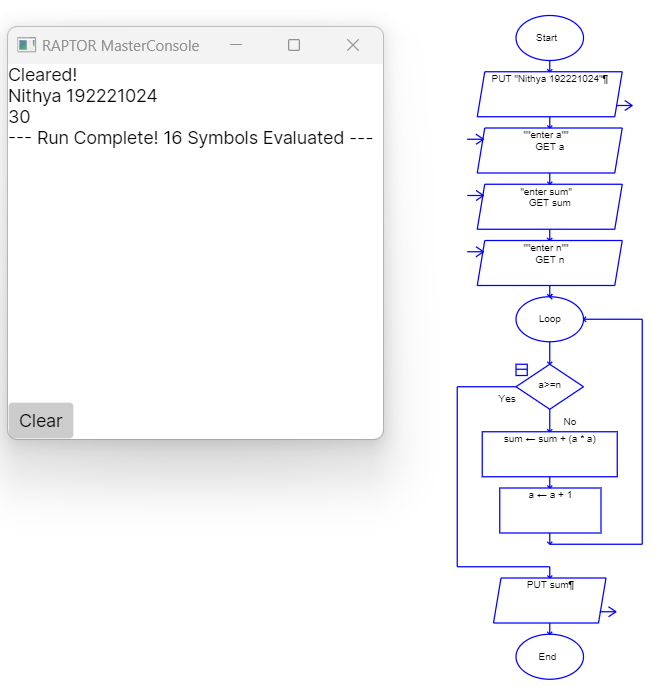 RAPTOR MasterConsole
Cleared!
Nithya 192221024
30
--- Run Complete! 16 Symbols Evaluated ---
Clear
Start
PUT "Nithya 192221024"¶
""enter a""
GET a
"enter sum"
GET sum
""enter n""
GET n
Loop
a>=n
Yes
No
sum ← sum + (a * a)
a ← a + 1
PUT sum¶
End